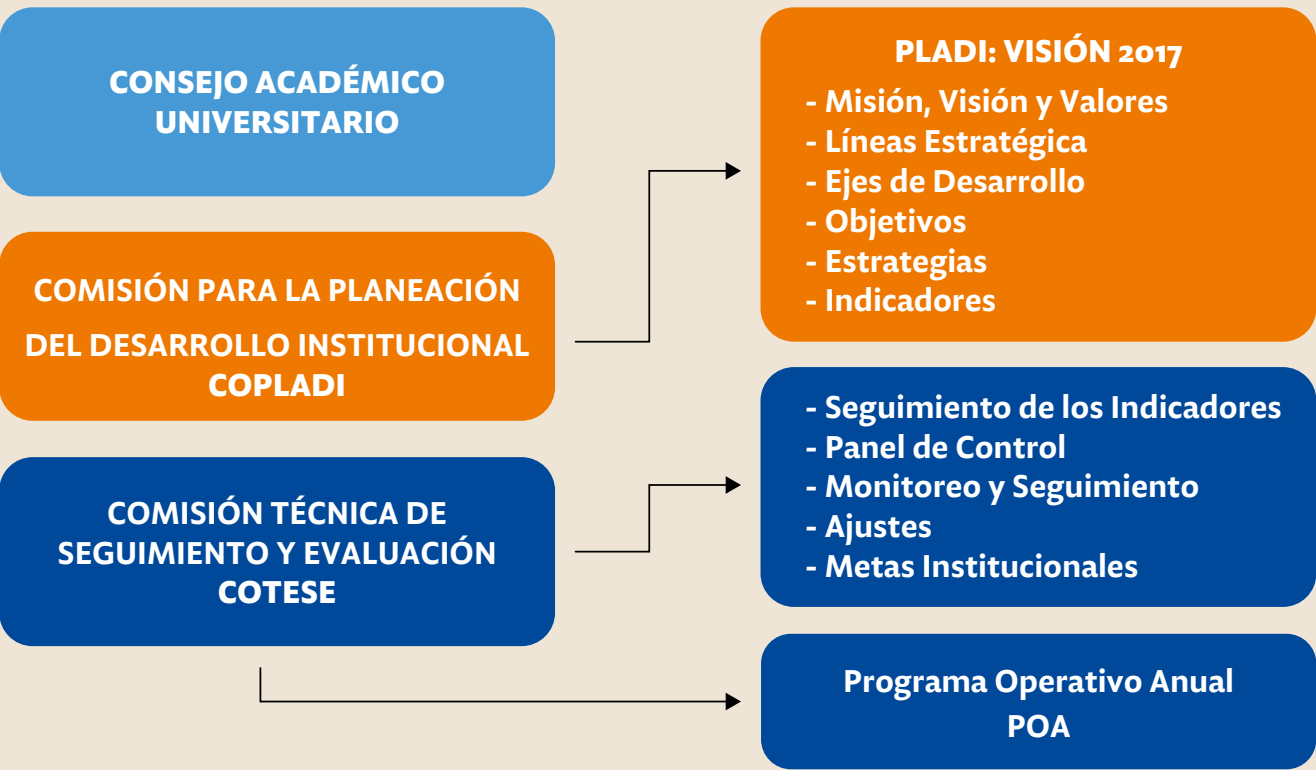 CONSEJO ACADÉMICO
UNIVERSITARIO
COMISIÓN PARA LA PLANEACIÓN
DEL DESARROLLO INSTITUCIONAL
COPLADI
COMISIÓN TÉCNICA DE
SEGUIMIENTO Y EVALUACIÓN
COTESE
PLADI: VISIÓN 2017
- Misión, Visión y Valores
- Líneas Estratégica
- Ejes de Desarrollo
- Objetivos
- Estrategias
- Indicadores
- Seguimiento de los Indicadores
- Panel de Control
- Monitoreo y Seguimiento
- Ajustes
- Metas Institucionales
Programa Operativo Anual
POA